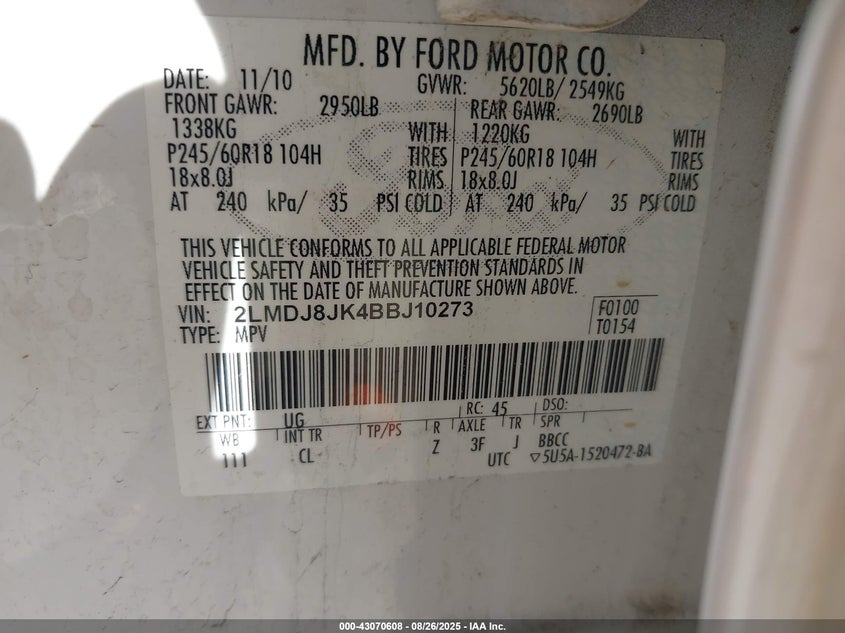 MFD. BY FORD MOTOR CO.
DATE: 11/10 GVWR: 5620LB/ 2549KG
FRONT GAWR: 2950LB REAR GAWR: 2690LB
1338KG WITH 1220KG WITH
P245/60R18 104H TIRES P245/60R18 104H TIRES
18x8.0J RIMS 18x8.0J RIMS
AT 240 kPa/ 35 PSI COLD AT 240 kPa/ 35 PSI COLD
THIS VEHICLE CONFORMS TO ALL APPLICABLE FEDERAL MOTOR
VEHICLE SAFETY AND THEFT PREVENTION STANDARDS IN
EFFECT ON THE DATE OF MANUFACTURE SHOWN ABOVE.
VIN: 2LMDJ8JK4BBJ10273 F0100
TYPE: MPV T0154
EXT PNT: UG RC: 45 DSO:
WB INT TR TP/PS R AXLE TR SPR
111 CL Z 3F J BBCC
UTC ▽5U5A-1520472-BA
000-43070608 - 08/26/2025 - IAA Inc.